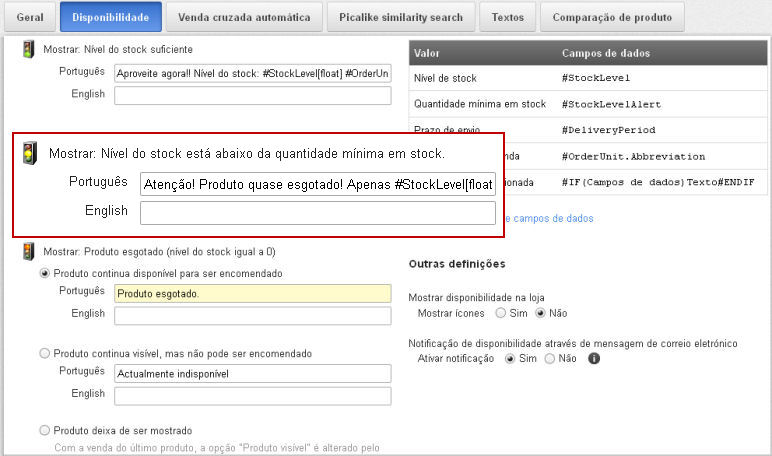 Geral Disponibilidade Venda cruzada automática Picalike similarity search Textos Comparação de produto
Mostrar: Nível do stock suficiente
Português Aproveite agora!! Nível do stock: #StockLevel[float] #OrderUn
English
Mostrar: Nível do stock está abaixo da quantidade mínima em stock.
Português Atenção! Produto quase esgotado! Apenas #StockLevel[float
English
Mostrar: Produto esgotado (nível do stock igual a 0)
Produto continua disponível para ser encomendado
Português Produto esgotado.
English
Produto continua visível, mas não pode ser encomendado
Português Actualmente indisponível
English
Produto deixa de ser mostrado
Com a venda do último produto, a opção "Produto visível" é alterado pelo
Valor Campos de dados
Nível de stock #StockLevel
Quantidade mínima em stock #StockLevelAlert
Prazo de envio #DeliveryPeriod
nda #OrderUnit.Abbreviation
ionada #IF(Campos de dados)Texto#ENDIF
e campos de dados
Outras definições
Mostrar disponibilidade na loja
Mostrar ícones Sim Não
Notificação de disponibilidade através de mensagem de correio eletrónico
Ativar notificação Sim Não i